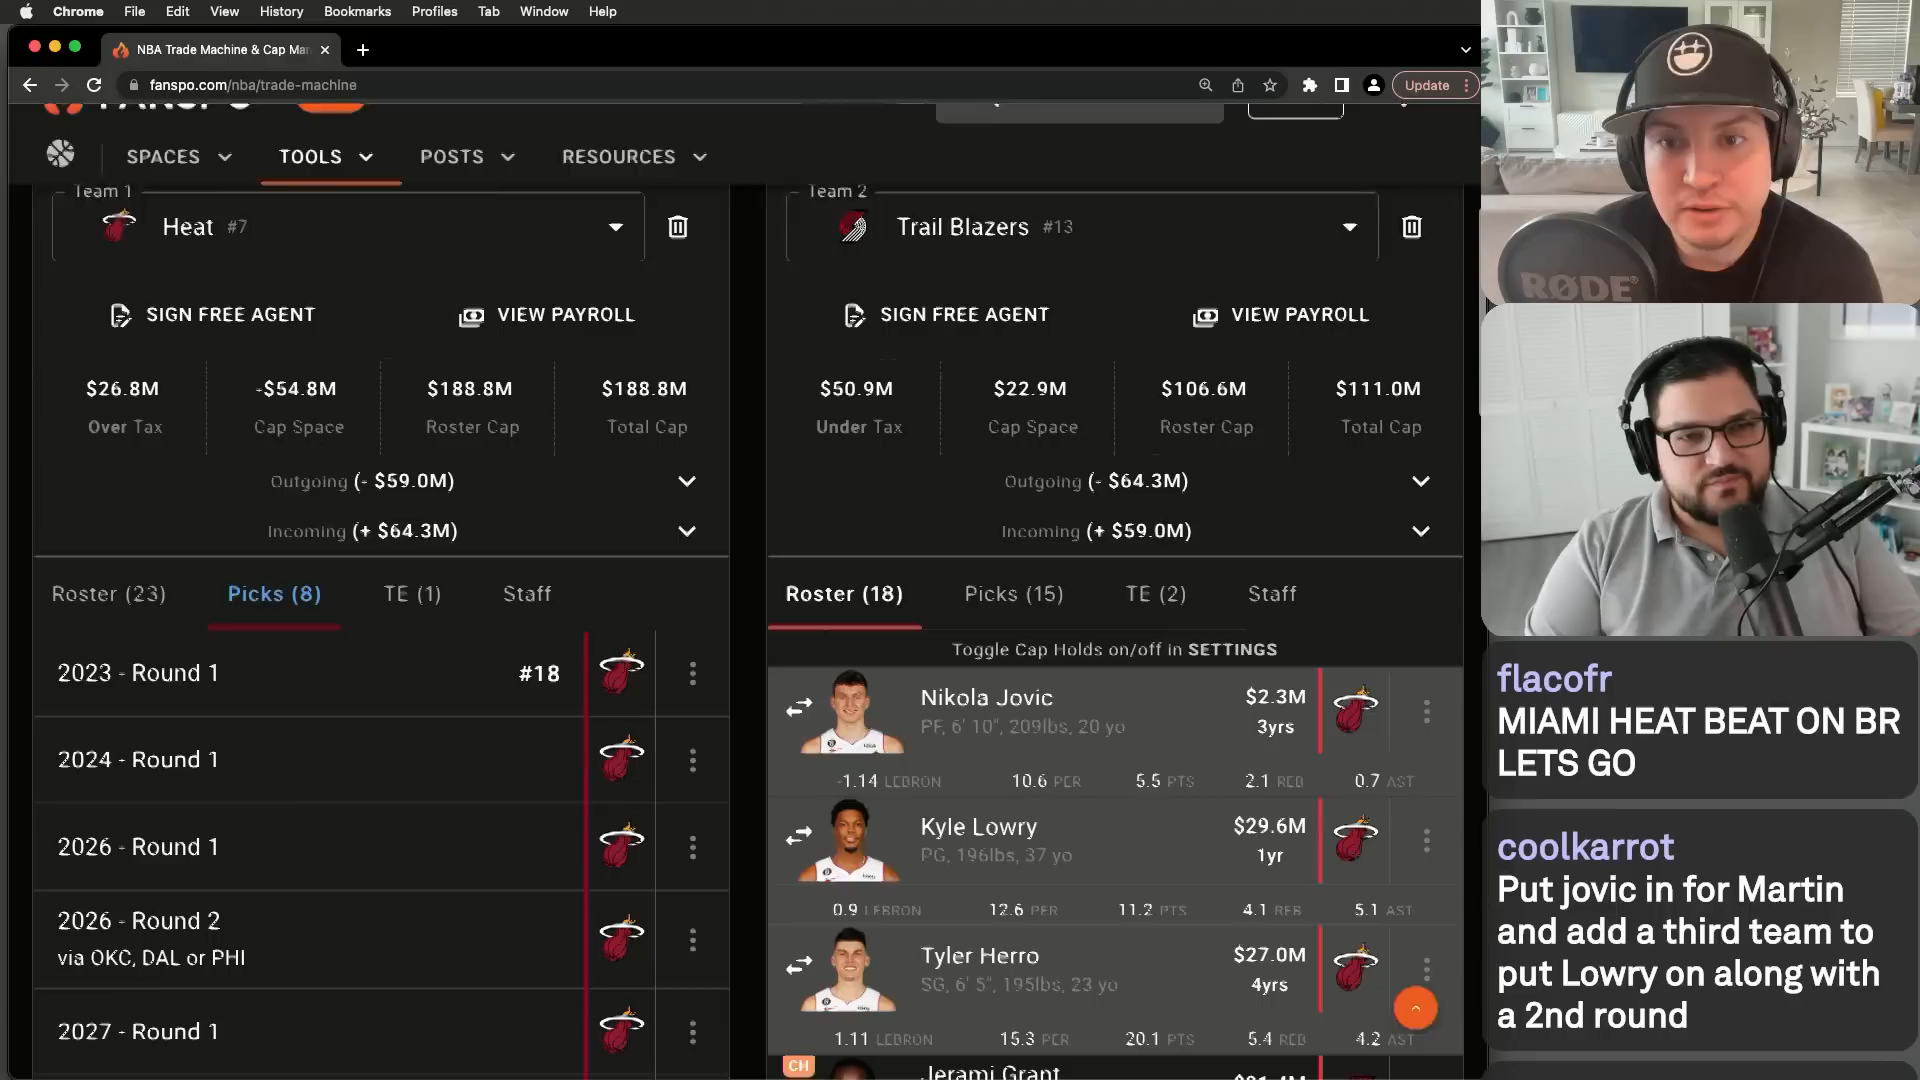 Chrome File Edit View History Bookmarks Profiles Tab Window Help
NBA Trade Machine & Cap Man
fanspo.com/nba/trade-machine
Update
FANSPO
SPACES TOOLS POSTS RESOURCES
Team 1
Heat #7
SIGN FREE AGENT VIEW PAYROLL
$26.8M -$54.8M $188.8M $188.8M
Over Tax Cap Space Roster Cap Total Cap
Outgoing (- $59.0M)
Incoming (+ $64.3M)
Roster (23) Picks (8) TE (1) Staff
2023 - Round 1 #18
2024 - Round 1
2026 - Round 1
2026 - Round 2
via OKC, DAL or PHI
2027 - Round 1
Team 2
Trail Blazers #13
SIGN FREE AGENT VIEW PAYROLL
$50.9M $22.9M $106.6M $111.0M
Under Tax Cap Space Roster Cap Total Cap
Outgoing (- $64.3M)
Incoming (+ $59.0M)
Roster (18) Picks (15) TE (2) Staff
Toggle Cap Holds on/off in SETTINGS
Nikola Jovic $2.3M
PF, 6' 10", 209lbs, 20 yo 3yrs
-1.14 LEBRON 10.6 PER 5.5 PTS 2.1 REB 0.7 AST
Kyle Lowry $29.6M
PG, 196lbs, 37 yo 1yr
0.9 LEBRON 12.6 PER 11.2 PTS 4.1 REB 5.1 AST
Tyler Herro $27.0M
SG, 6' 5", 195lbs, 23 yo 4yrs
1.11 LEBRON 15.3 PER 20.1 PTS 5.4 REB 4.2 AST
CH
Jerami Grant
RØDE
flacofr
MIAMI HEAT BEAT ON BR
LETS GO
coolkarrot
Put jovic in for Martin
and add a third team to
put Lowry on along with
a 2nd round